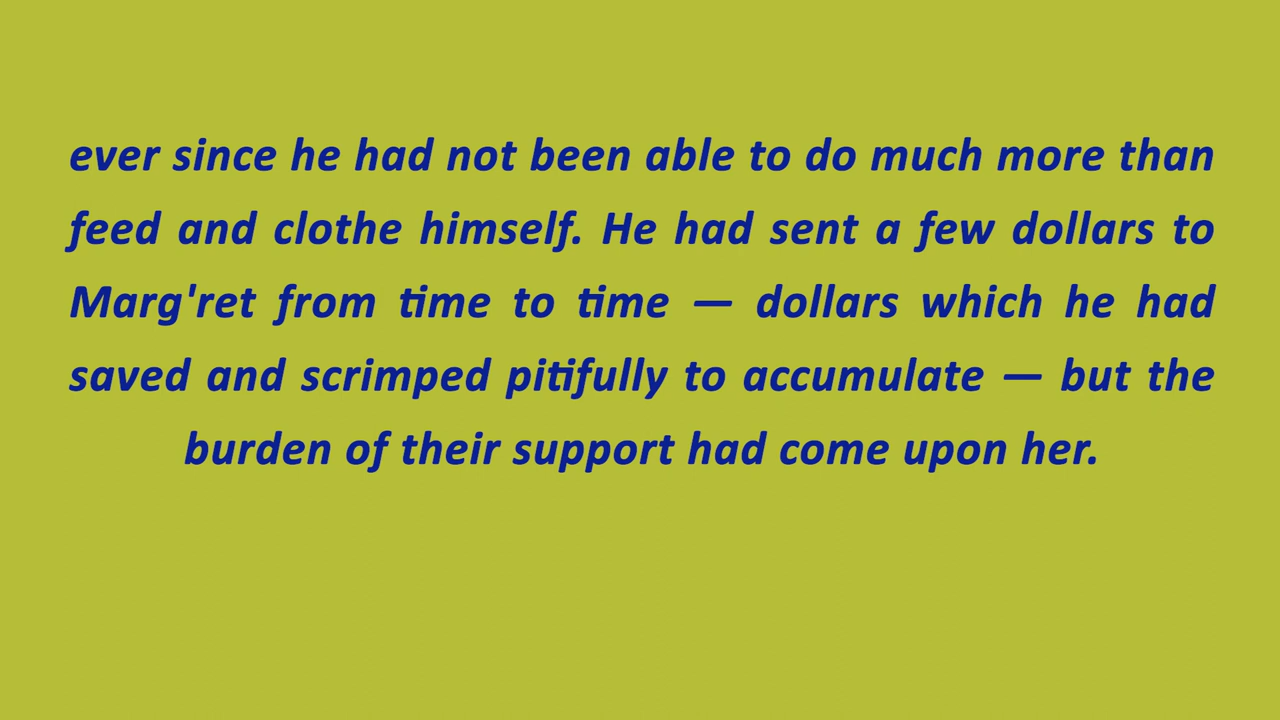 ever since he had not been able to do much more than
feed and clothe himself. He had sent a few dollars to
Marg'ret from time to time — dollars which he had
saved and scrimped pitifully to accumulate — but the
burden of their support had come upon her.